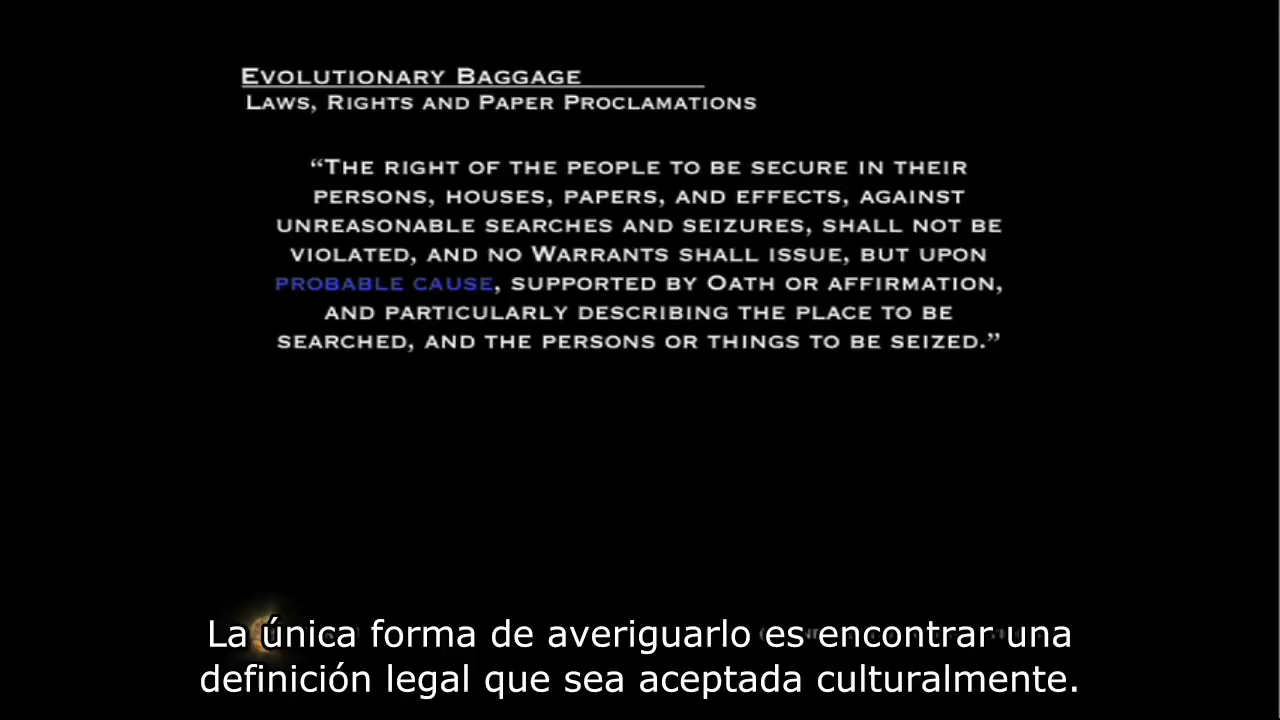 Evolutionary Baggage
Laws, Rights and Paper Proclamations
“The right of the people to be secure in their
persons, houses, papers, and effects, against
unreasonable searches and seizures, shall not be
violated, and no Warrants shall issue, but upon
probable cause, supported by Oath or affirmation,
and particularly describing the place to be
searched, and the persons or things to be seized.”
La única forma de averiguarlo es encontrar una
definición legal que sea aceptada culturalmente.